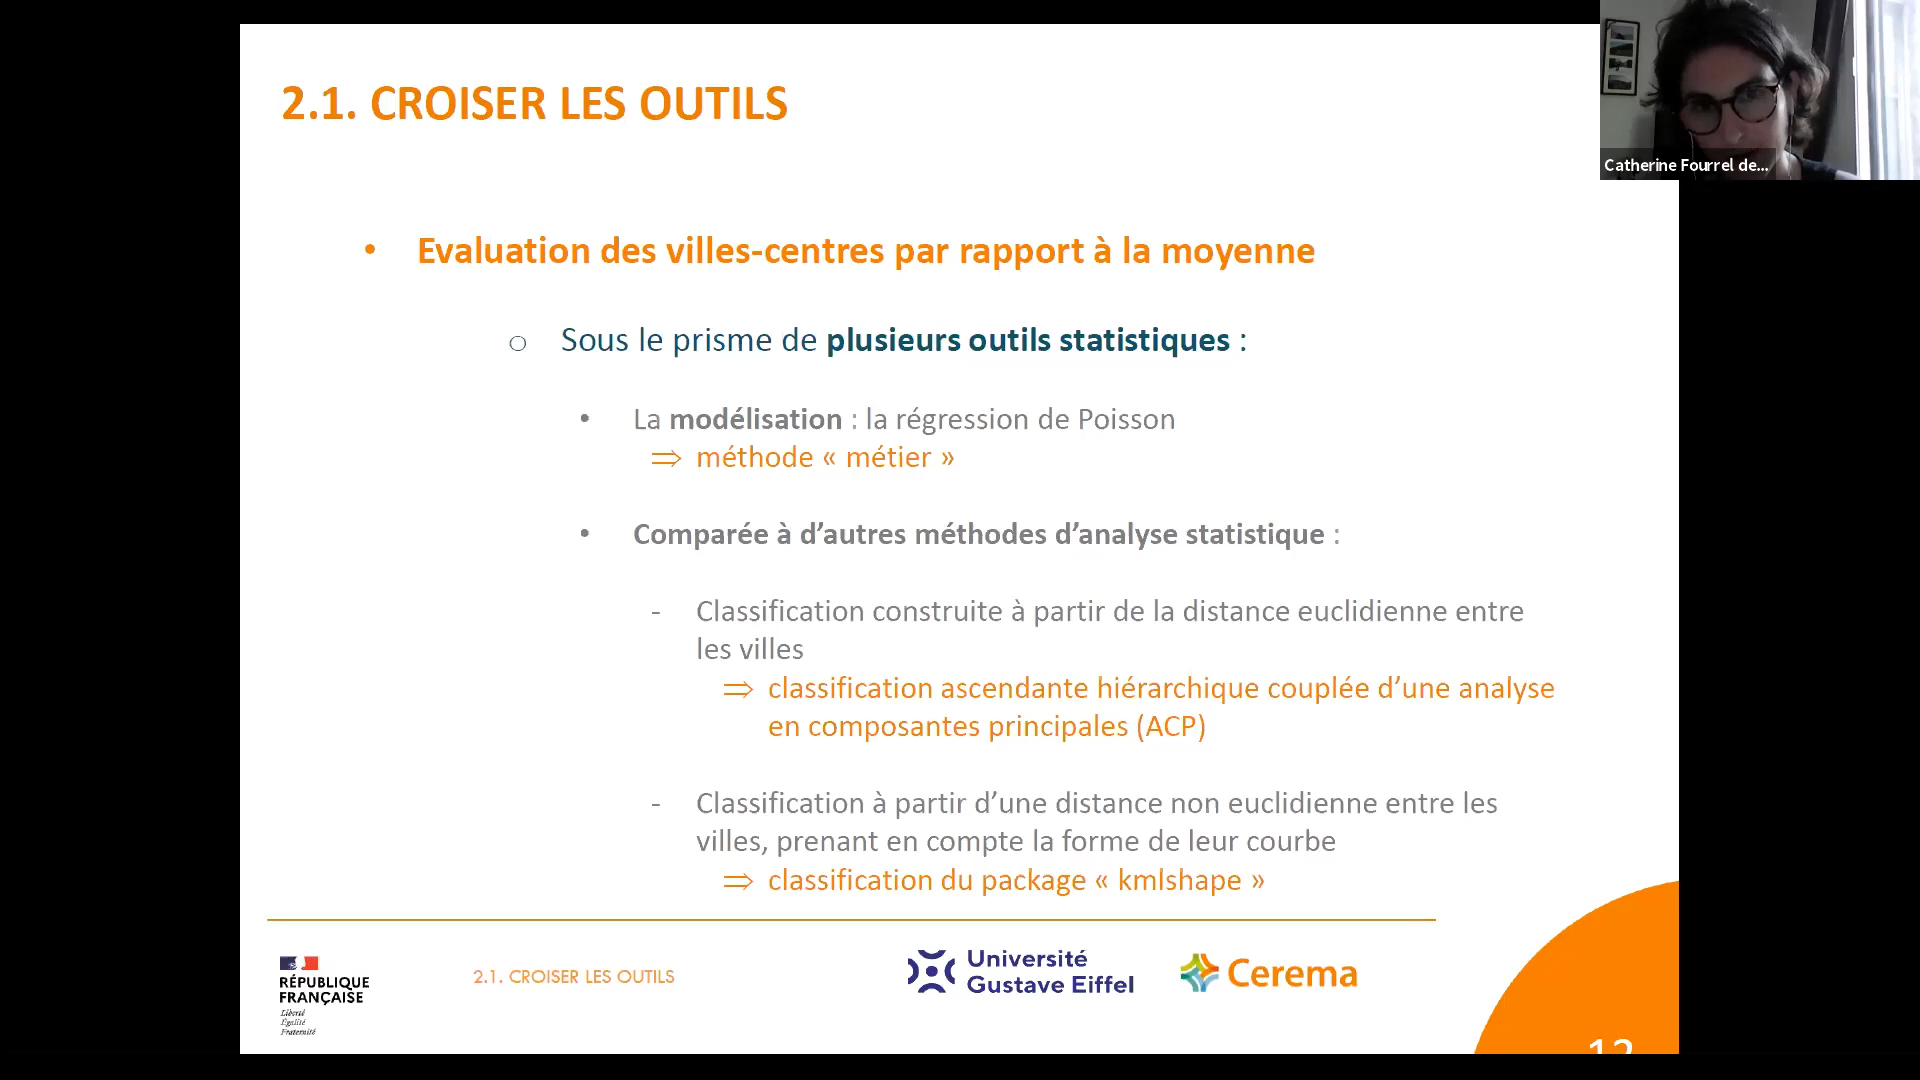 2.1. CROISER LES OUTILS
Catherine Fourrel de...
• Evaluation des villes-centres par rapport à la moyenne
o Sous le prisme de plusieurs outils statistiques :
• La modélisation : la régression de Poisson
⇒ méthode « métier »
• Comparée à d’autres méthodes d’analyse statistique :
- Classification construite à partir de la distance euclidienne entre
les villes
⇒ classification ascendante hiérarchique couplée d’une analyse
en composantes principales (ACP)
- Classification à partir d’une distance non euclidienne entre les
villes, prenant en compte la forme de leur courbe
⇒ classification du package « kmlshape »
RÉPUBLIQUE
FRANÇAISE
Liberté
Égalité
Fraternité
2.1. CROISER LES OUTILS
Université
Gustave Eiffel
Cerema
12